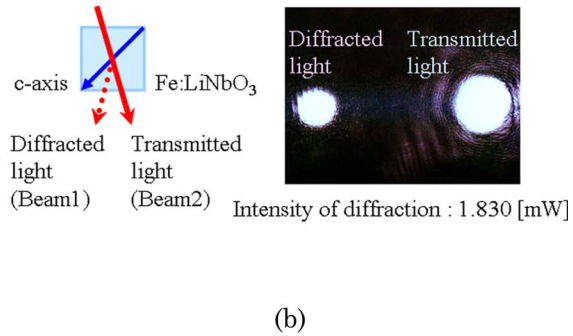 c-axis
Fe:LiNbO₃
Diffracted
light
(Beam1)
Transmitted
light
(Beam2)
Diffracted
light
Transmitted
light
Intensity of diffraction : 1.830 [mW]
(b)